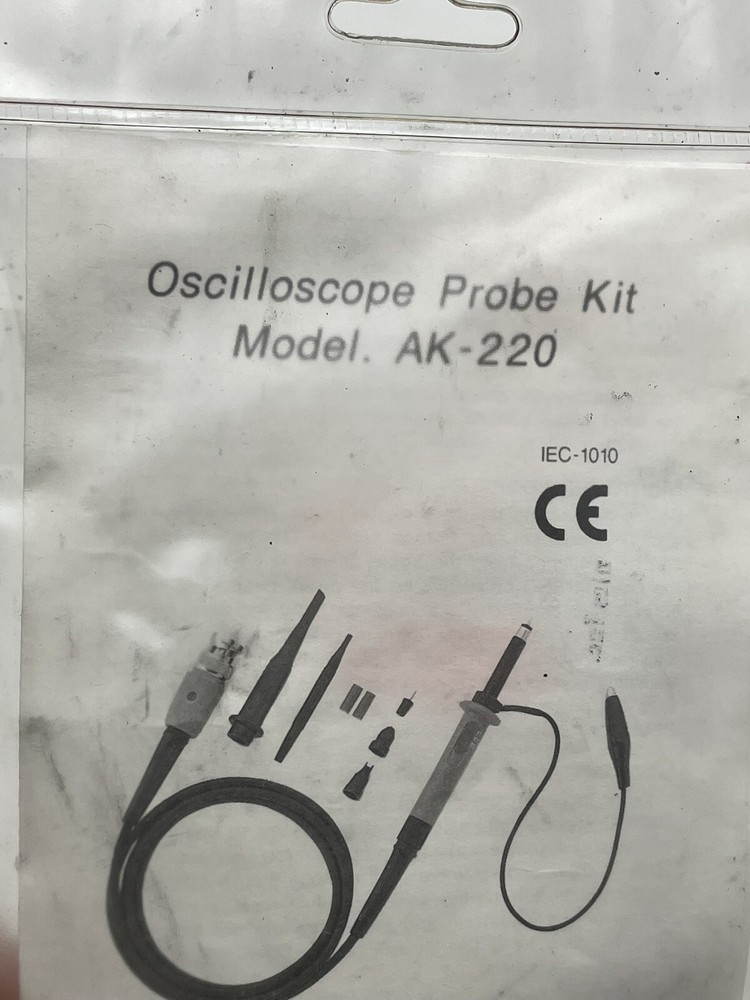 Oscilloscope Probe Kit
Model. AK-220
IEC-1010
CE